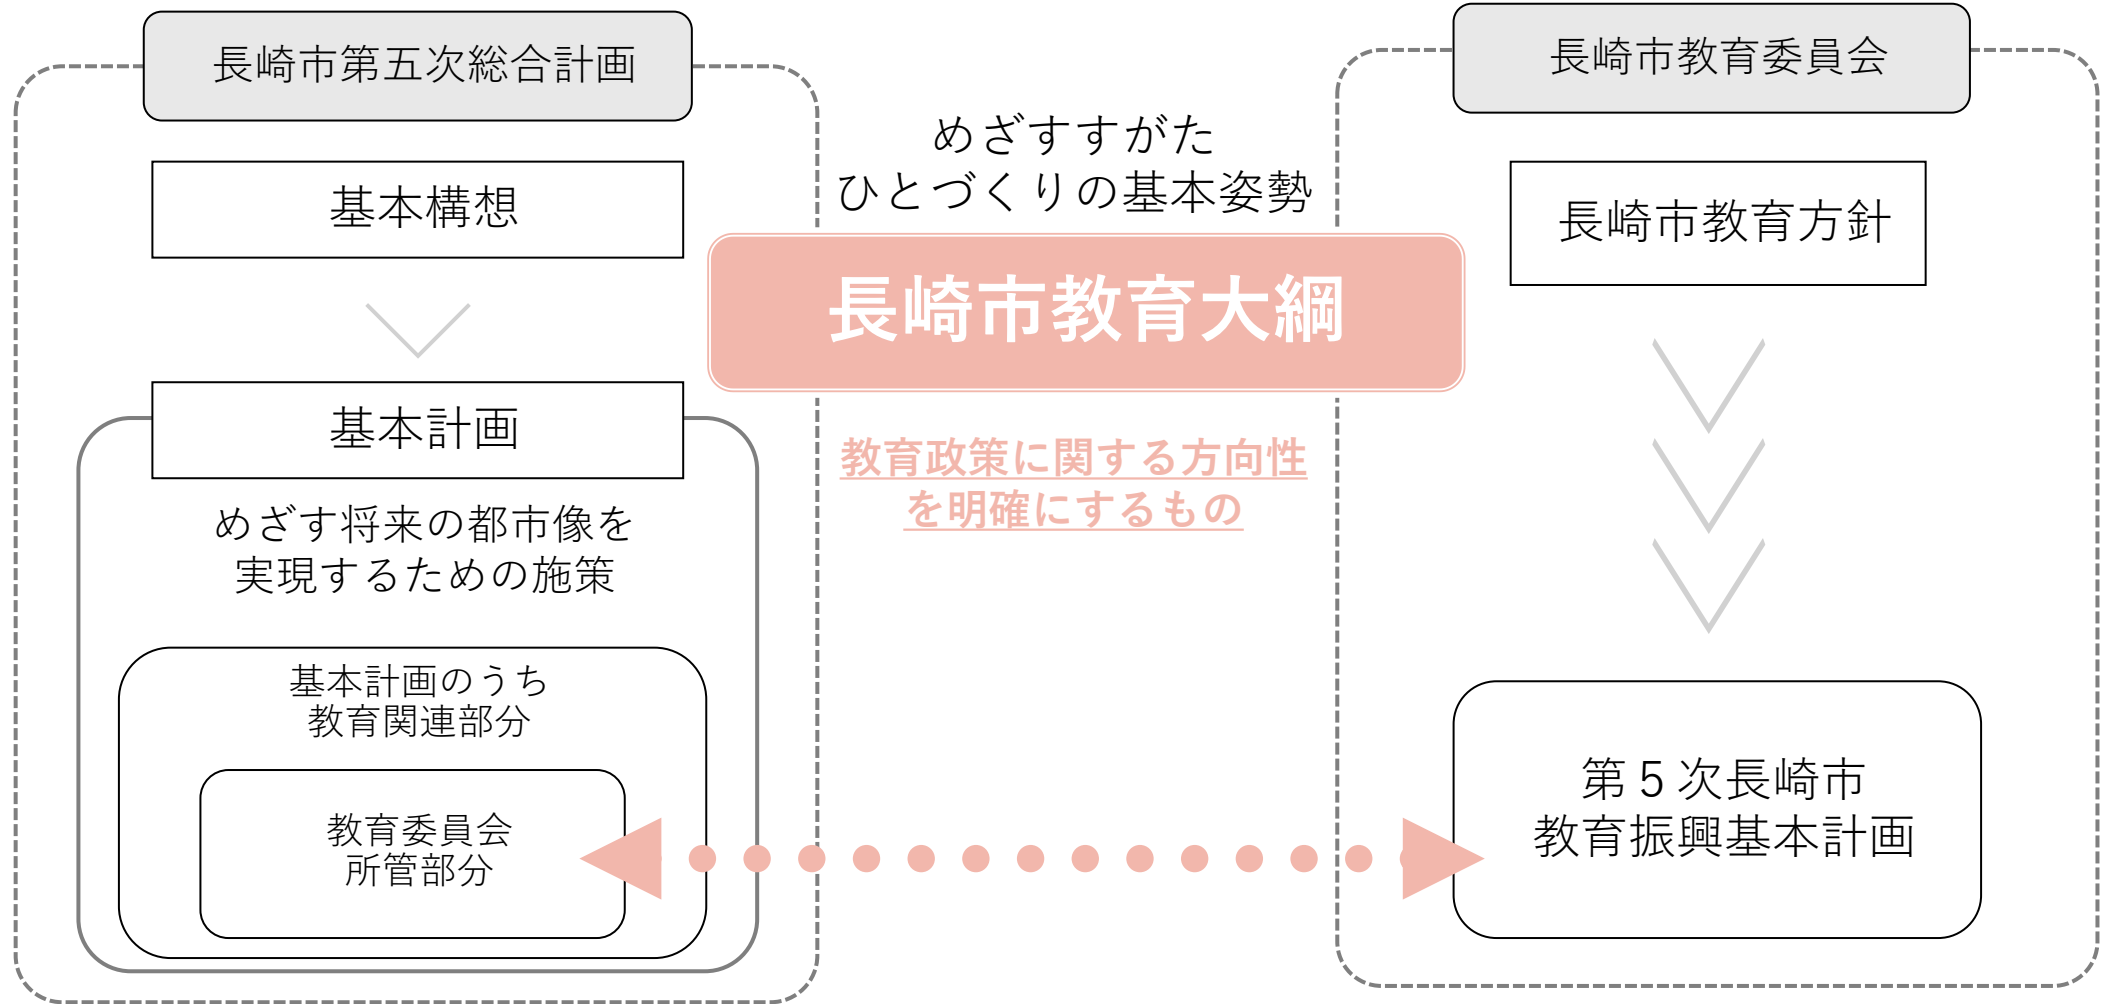 長崎市第五次総合計画
基本構想
基本計画
めざす将来の都市像を
実現するための施策
基本計画のうち
教育関連部分
教育委員会
所管部分
めざすすがた
ひとづくりの基本姿勢
長崎市教育大綱
教育政策に関する方向性
を明確にするもの
長崎市教育委員会
長崎市教育方針
第５次長崎市
教育振興基本計画